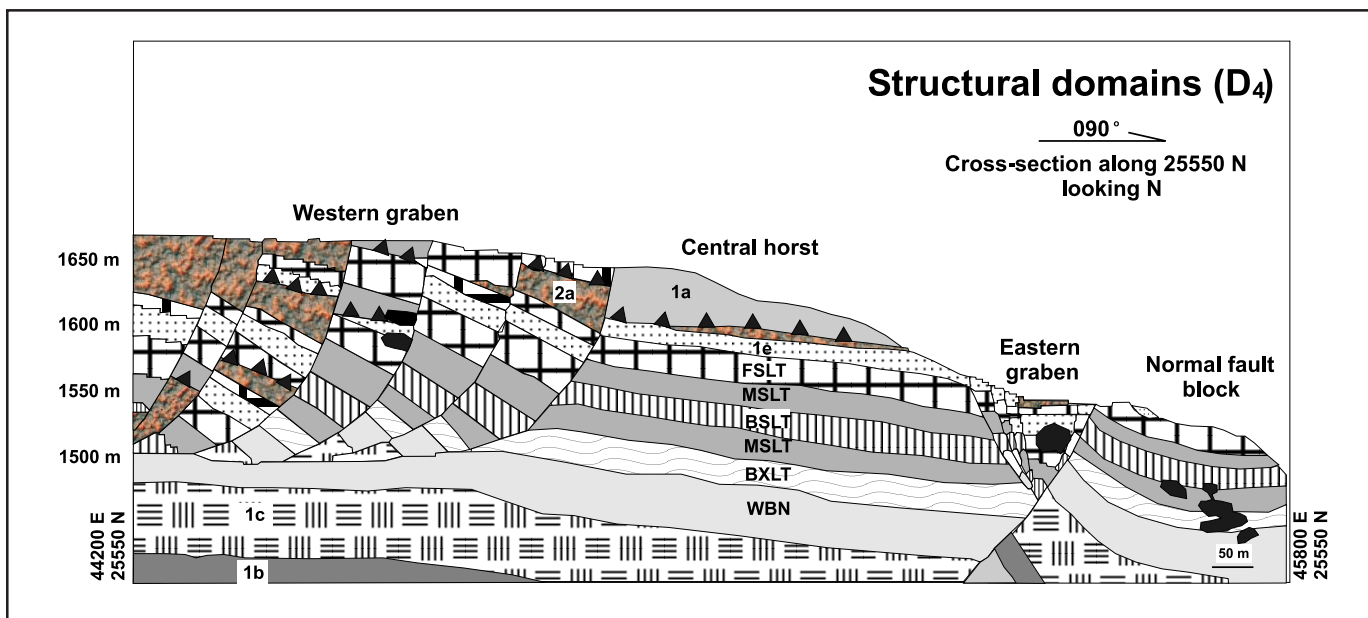 Structural domains (D4)
090°
Cross-section along 25550 N
looking N
Western graben
Central horst
1650 m
2a
1a
1600 m
1e
Eastern
graben
Normal fault
block
FSLT
1550 m
MSLT
BSLT
MSLT
1500 m
BXLT
WBN
1c
1b
50 m
44200 E
25550 N
45800 E
25550 N